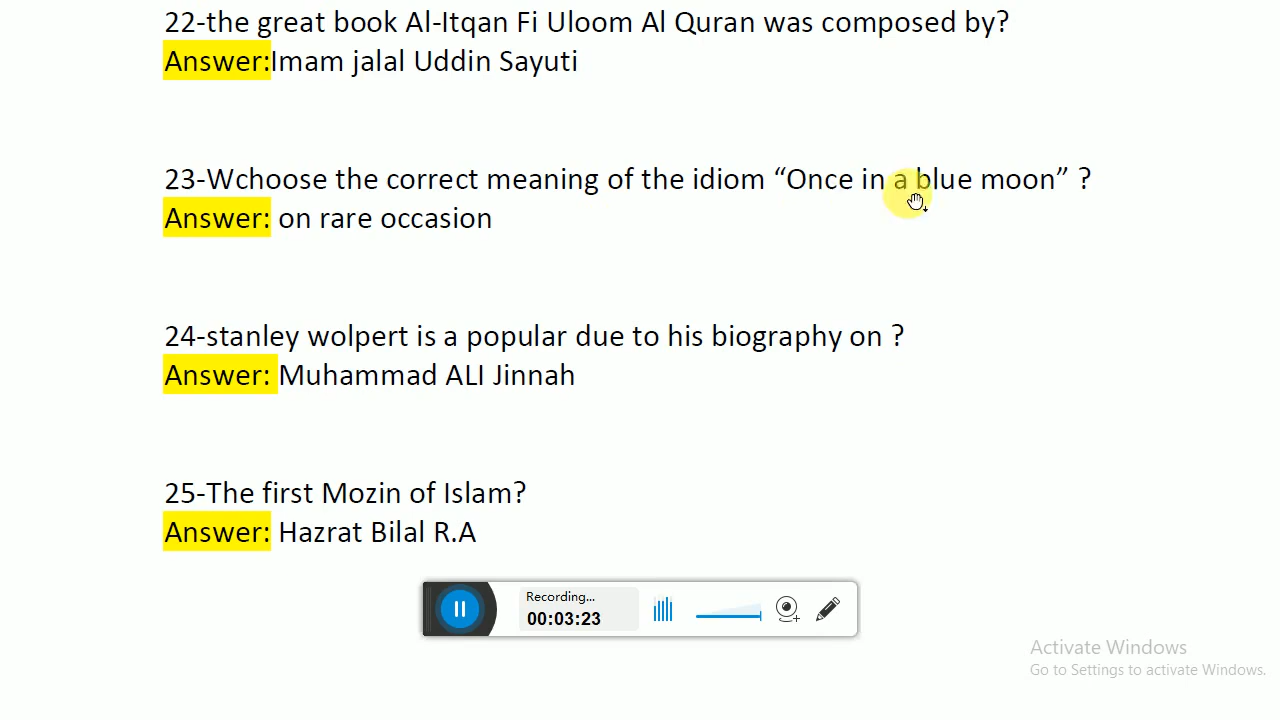 22-the great book Al-Itqan Fi Uloom Al Quran was composed by?
Answer:Imam jalal Uddin Sayuti
23-Wchoose the correct meaning of the idiom “Once in a blue moon” ?
Answer: on rare occasion
24-stanley wolpert is a popular due to his biography on ?
Answer: Muhammad ALI Jinnah
25-The first Mozin of Islam?
Answer: Hazrat Bilal R.A
Recording...
00:03:23
Activate Windows
Go to Settings to activate Windows.